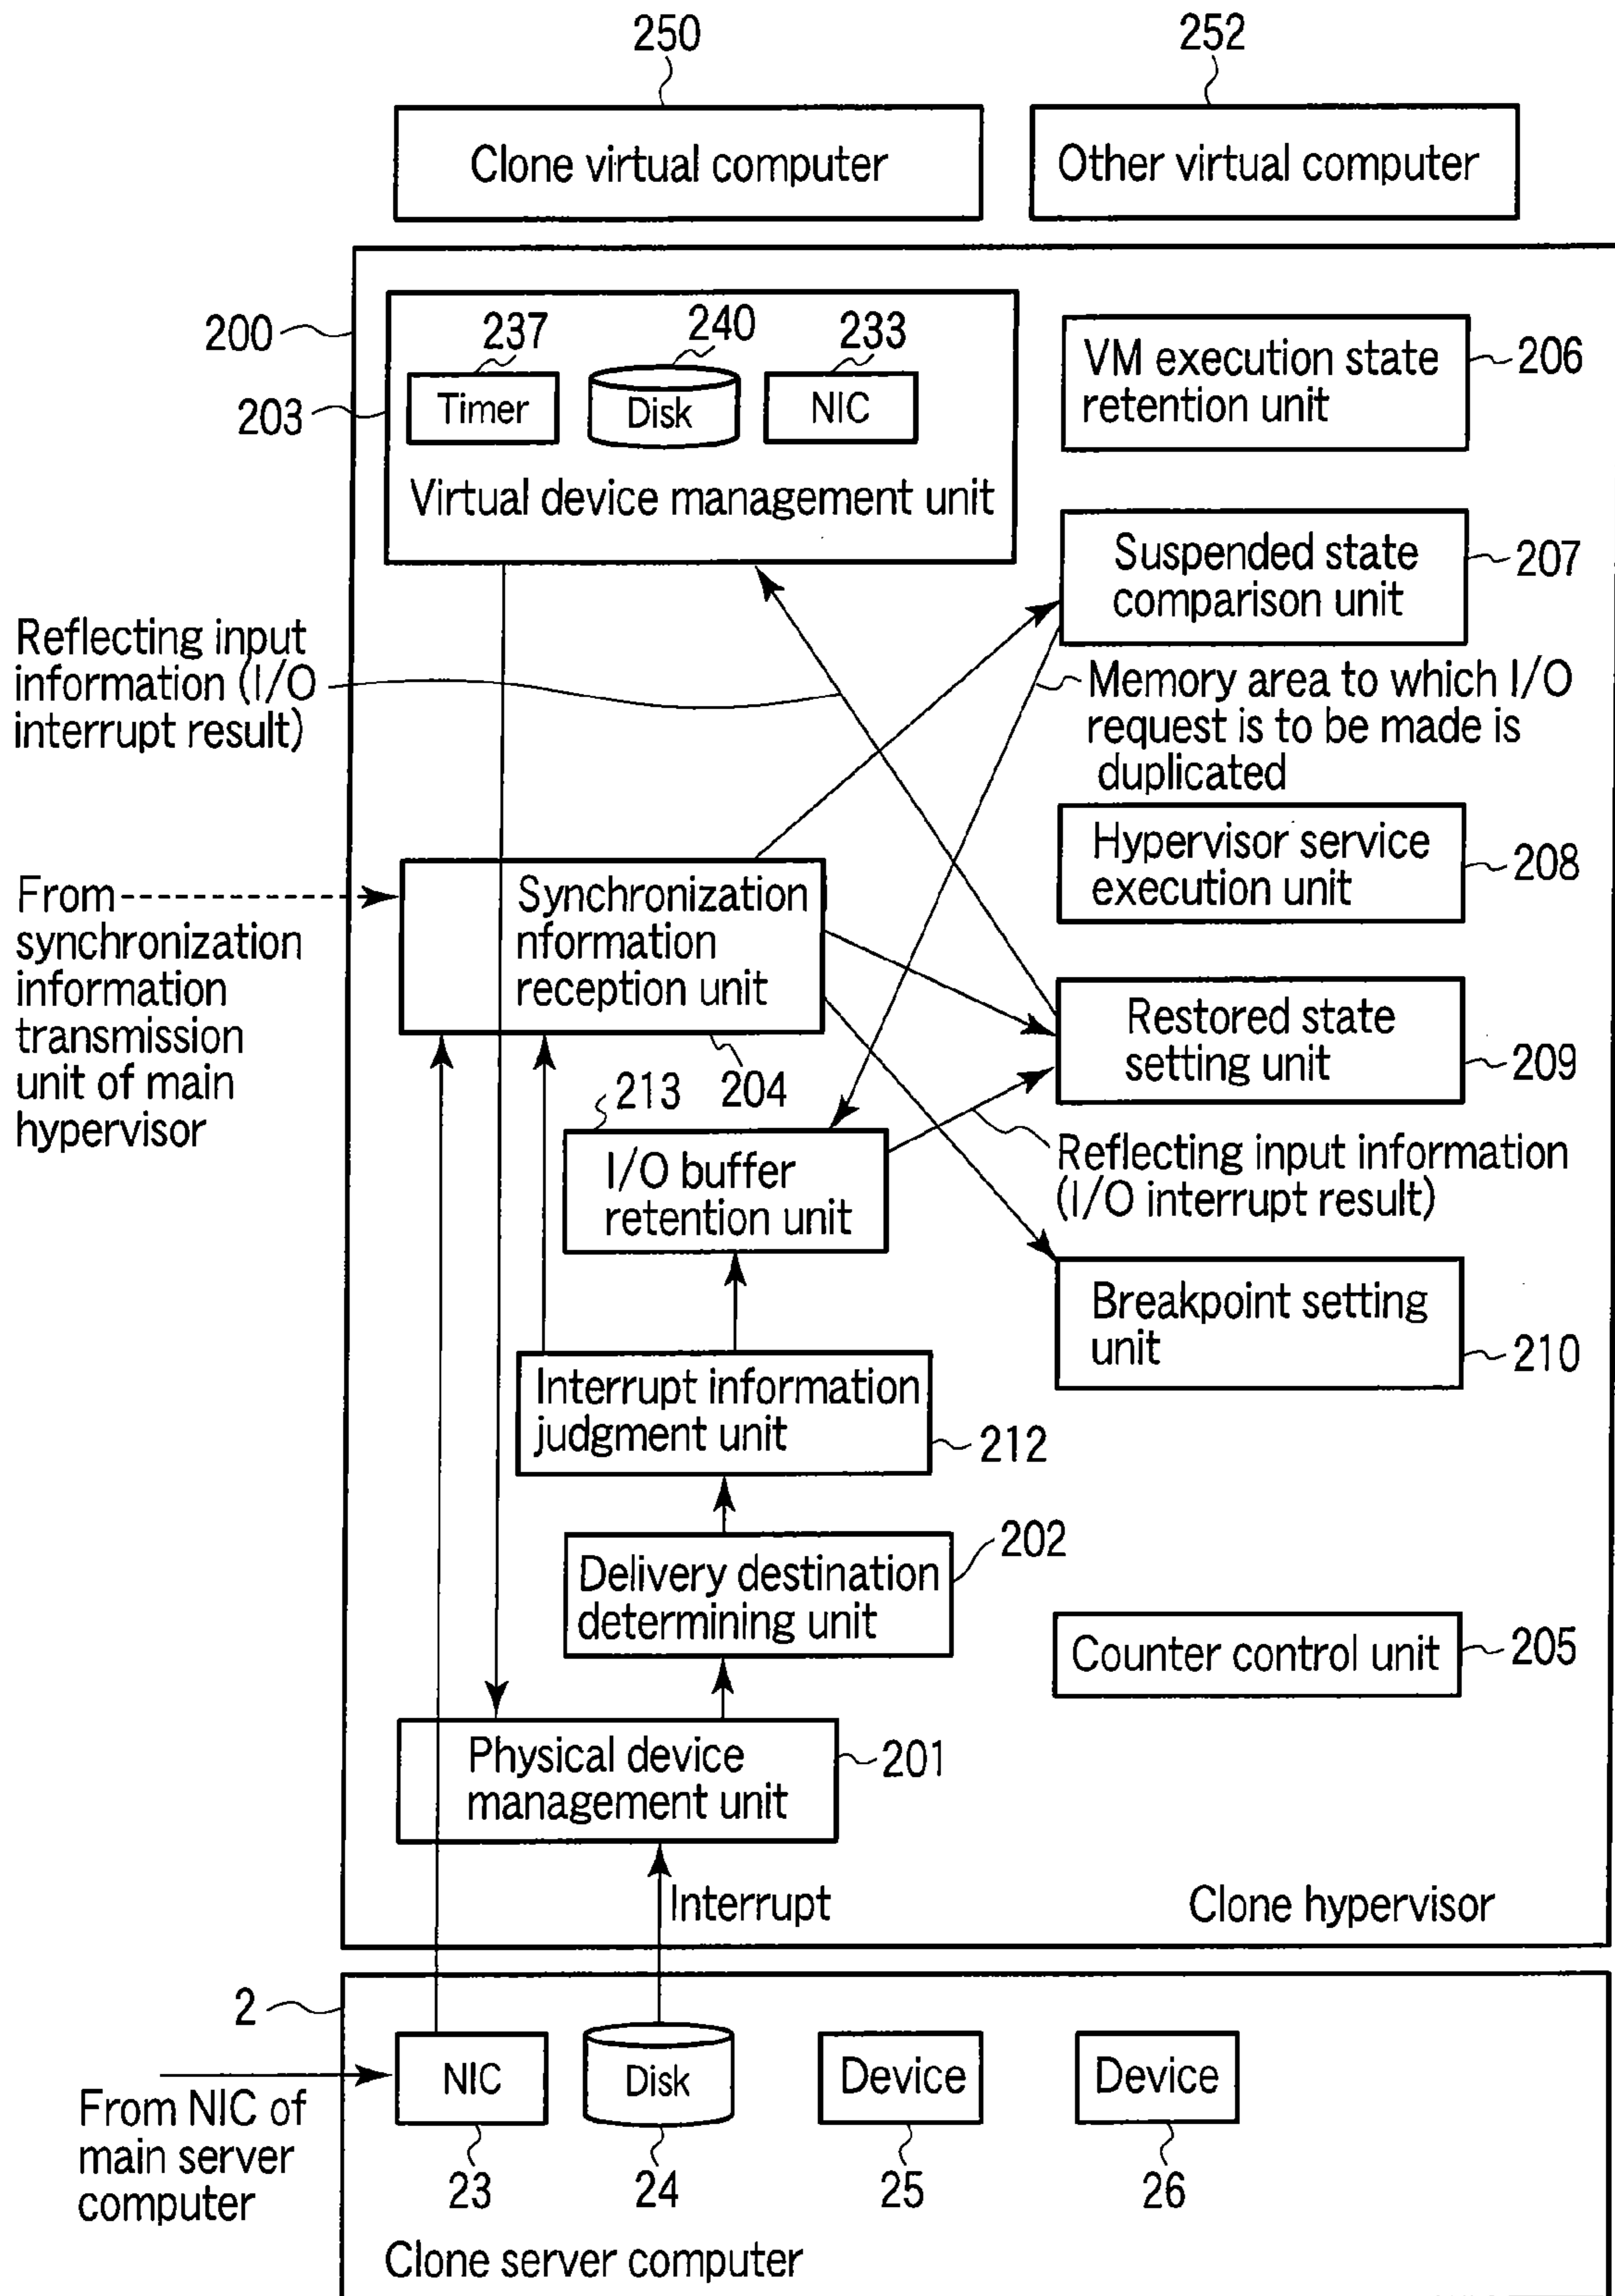 250
252
Clone virtual computer
Other virtual computer
200
203
237
240
233
Timer
Disk
NIC
Virtual device management unit
VM execution state
retention unit
206
Suspended state
comparison unit
207
Reflecting input
information (I/O
interrupt result)
Memory area to which I/O
request is to be made is
duplicated
Hypervisor service
execution unit
208
From
synchronization
information
transmission
unit of main
hypervisor
Synchronization
nformation
reception unit
204
Restored state
setting unit
209
213
I/O buffer
retention unit
Reflecting input information
(I/O interrupt result)
Breakpoint setting
unit
210
Interrupt information
judgment unit
212
202
Delivery destination
determining unit
Counter control unit
205
Physical device
management unit
201
Interrupt
Clone hypervisor
2
NIC
Disk
Device
Device
From NIC of
main server
computer
23
24
25
26
Clone server computer